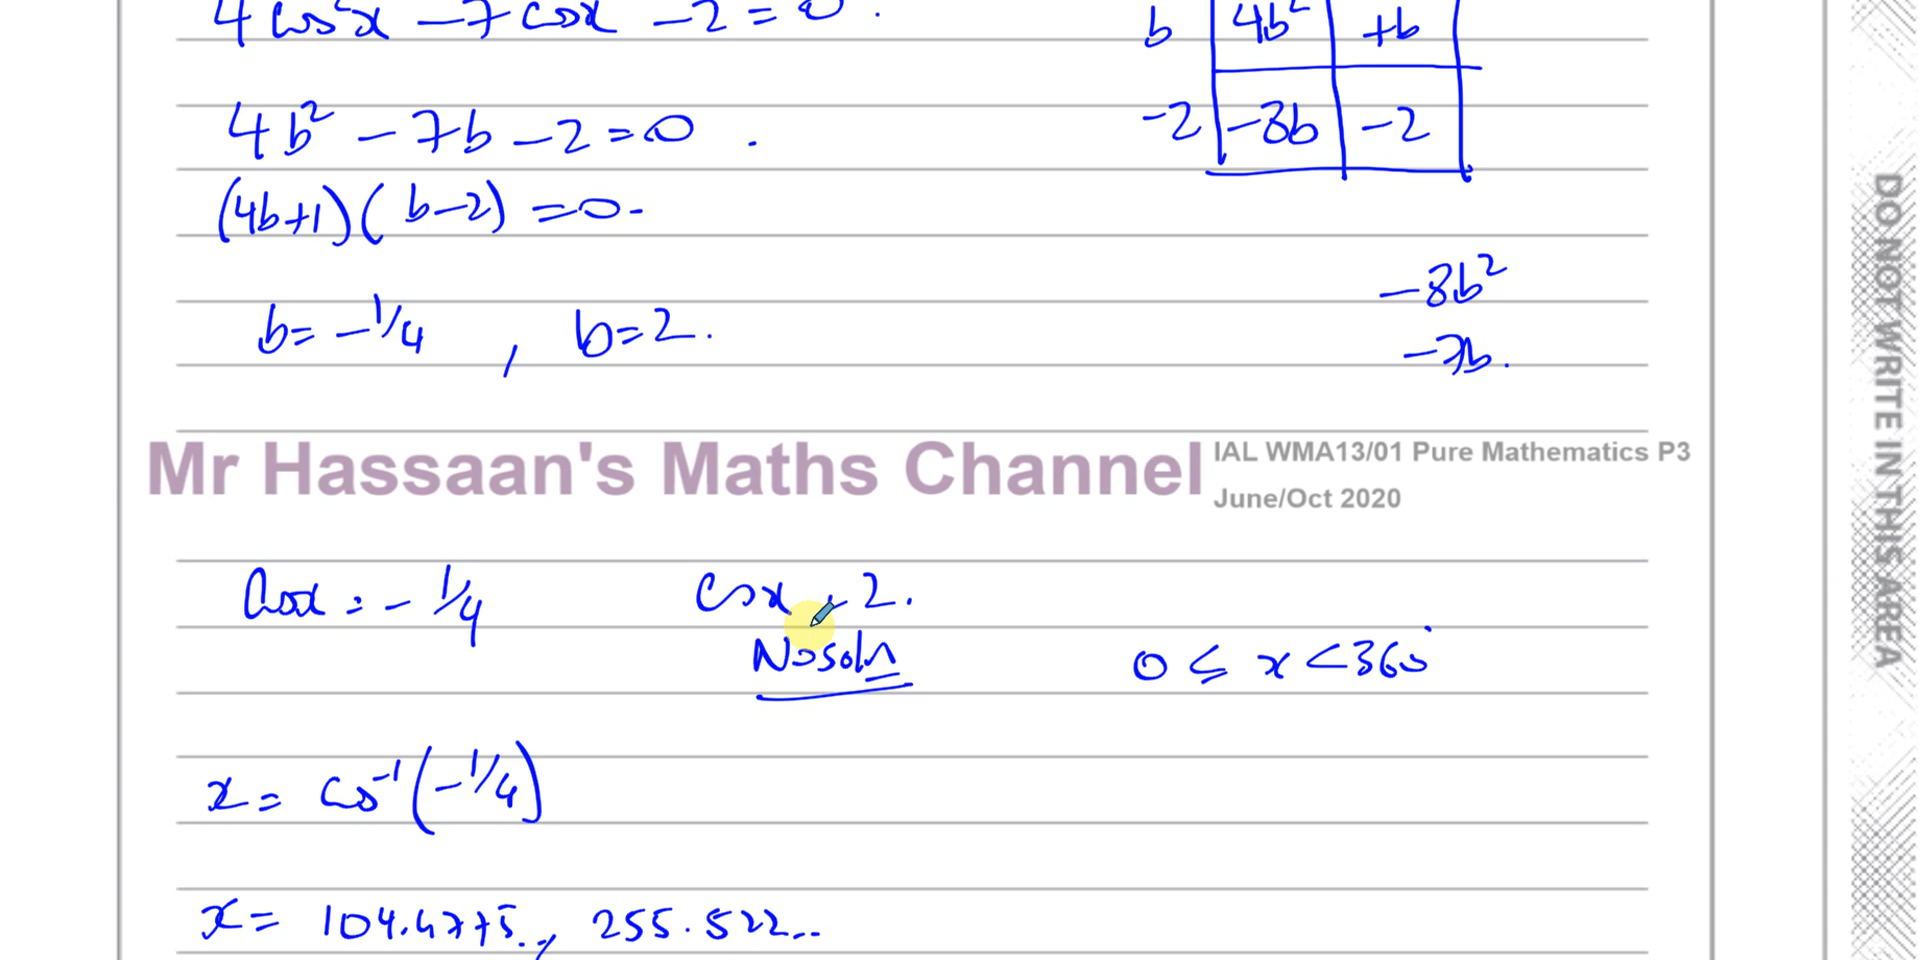 4cos²x − 7cosx − 2 = 0.
b | 4b² | +b
−2 | −8b | −2
4b² − 7b − 2 = 0.
(4b+1)(b−2) = 0.
−8b²
b = −1/4, b = 2.
−7b.
Mr Hassaan's Maths Channel
IAL WMA13/01 Pure Mathematics P3
June/Oct 2020
Cosx = −1/4 Cosx = 2.
No soln 0 ≤ x < 360°
x = cos⁻¹(−1/4)
x = 104.4775.., 255.522..
DO NOT WRITE IN THIS AREA